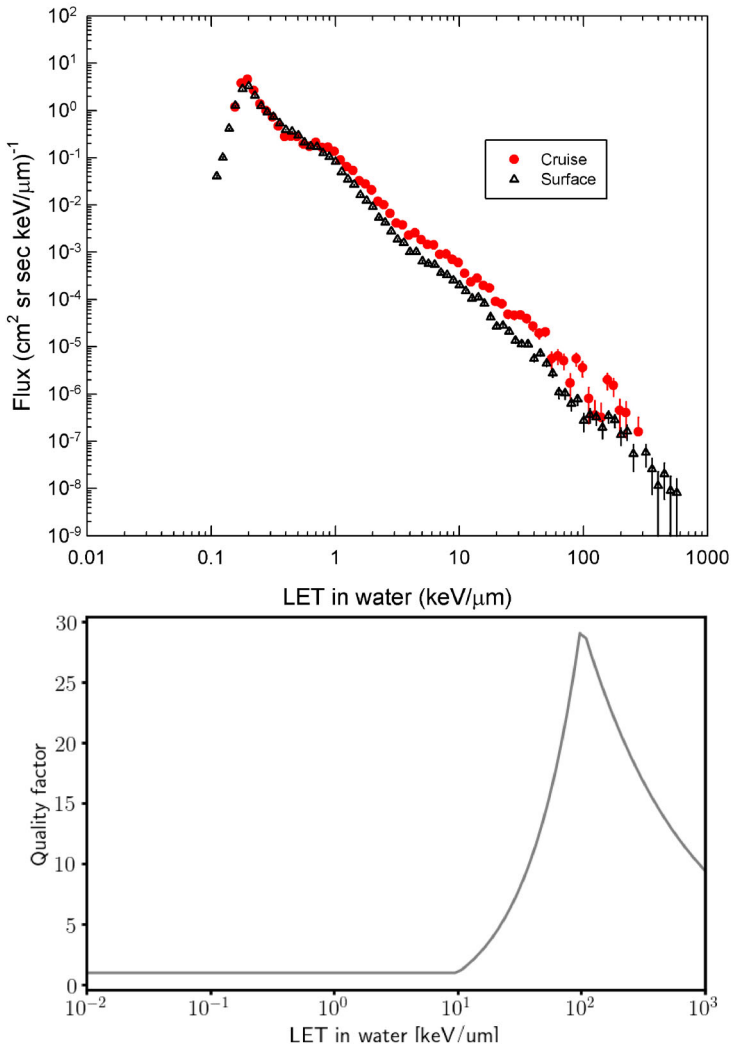 10²
10¹
10⁰
10⁻¹
10⁻²
10⁻³
10⁻⁴
10⁻⁵
10⁻⁶
10⁻⁷
10⁻⁸
10⁻⁹
Flux (cm² sr sec keV/μm)⁻¹
Cruise
Surface
0.01 0.1 1 10 100 1000
LET in water (keV/μm)
30
25
20
15
10
5
0
Quality factor
10⁻² 10⁻¹ 10⁰ 10¹ 10² 10³
LET in water [keV/um]